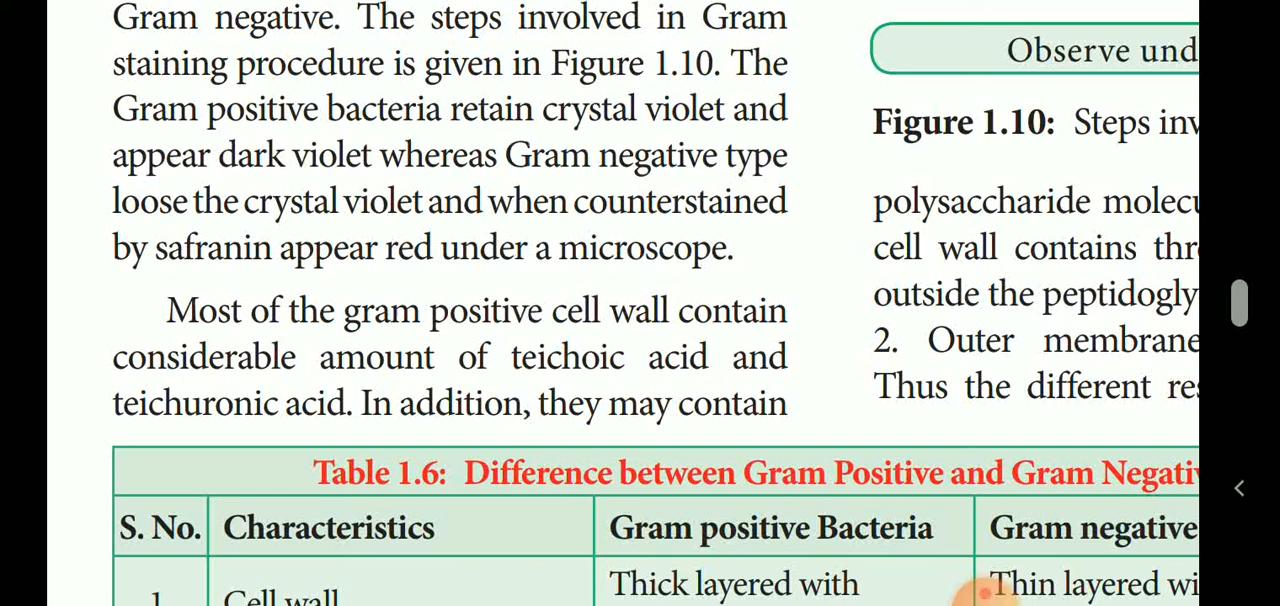 Gram negative. The steps involved in Gram
staining procedure is given in Figure 1.10. The
Gram positive bacteria retain crystal violet and
appear dark violet whereas Gram negative type
loose the crystal violet and when counterstained
by safranin appear red under a microscope.
Most of the gram positive cell wall contain
considerable amount of teichoic acid and
teichuronic acid. In addition, they may contain
Observe und
Figure 1.10: Steps inv
polysaccharide molecu
cell wall contains thr
outside the peptidogly
2. Outer membrane
Thus the different res
Table 1.6: Difference between Gram Positive and Gram Negativ
S. No. Characteristics Gram positive Bacteria Gram negative
1 Cell wall Thick layered with Thin layered wi